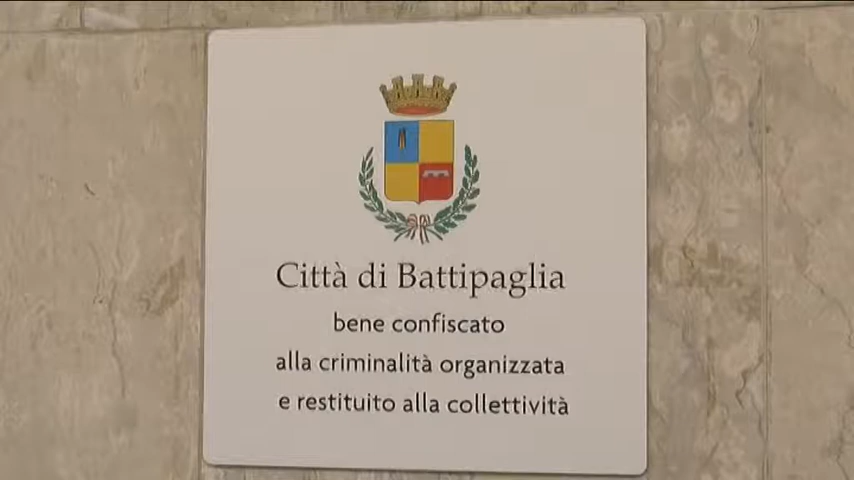 Città di Battipaglia
bene confiscato
alla criminalità organizzata
e restituito alla collettività